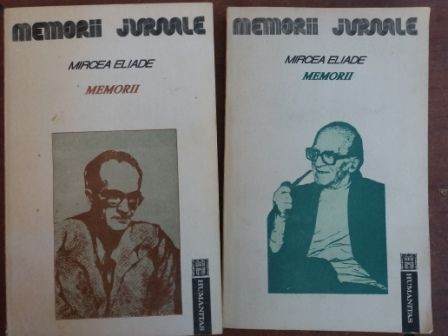 MEMORII JURNALE
MIRCEA ELIADE
MEMORII
HUMANITAS
MEMORII JURNALE
MIRCEA ELIADE
MEMORII
HUMANITAS